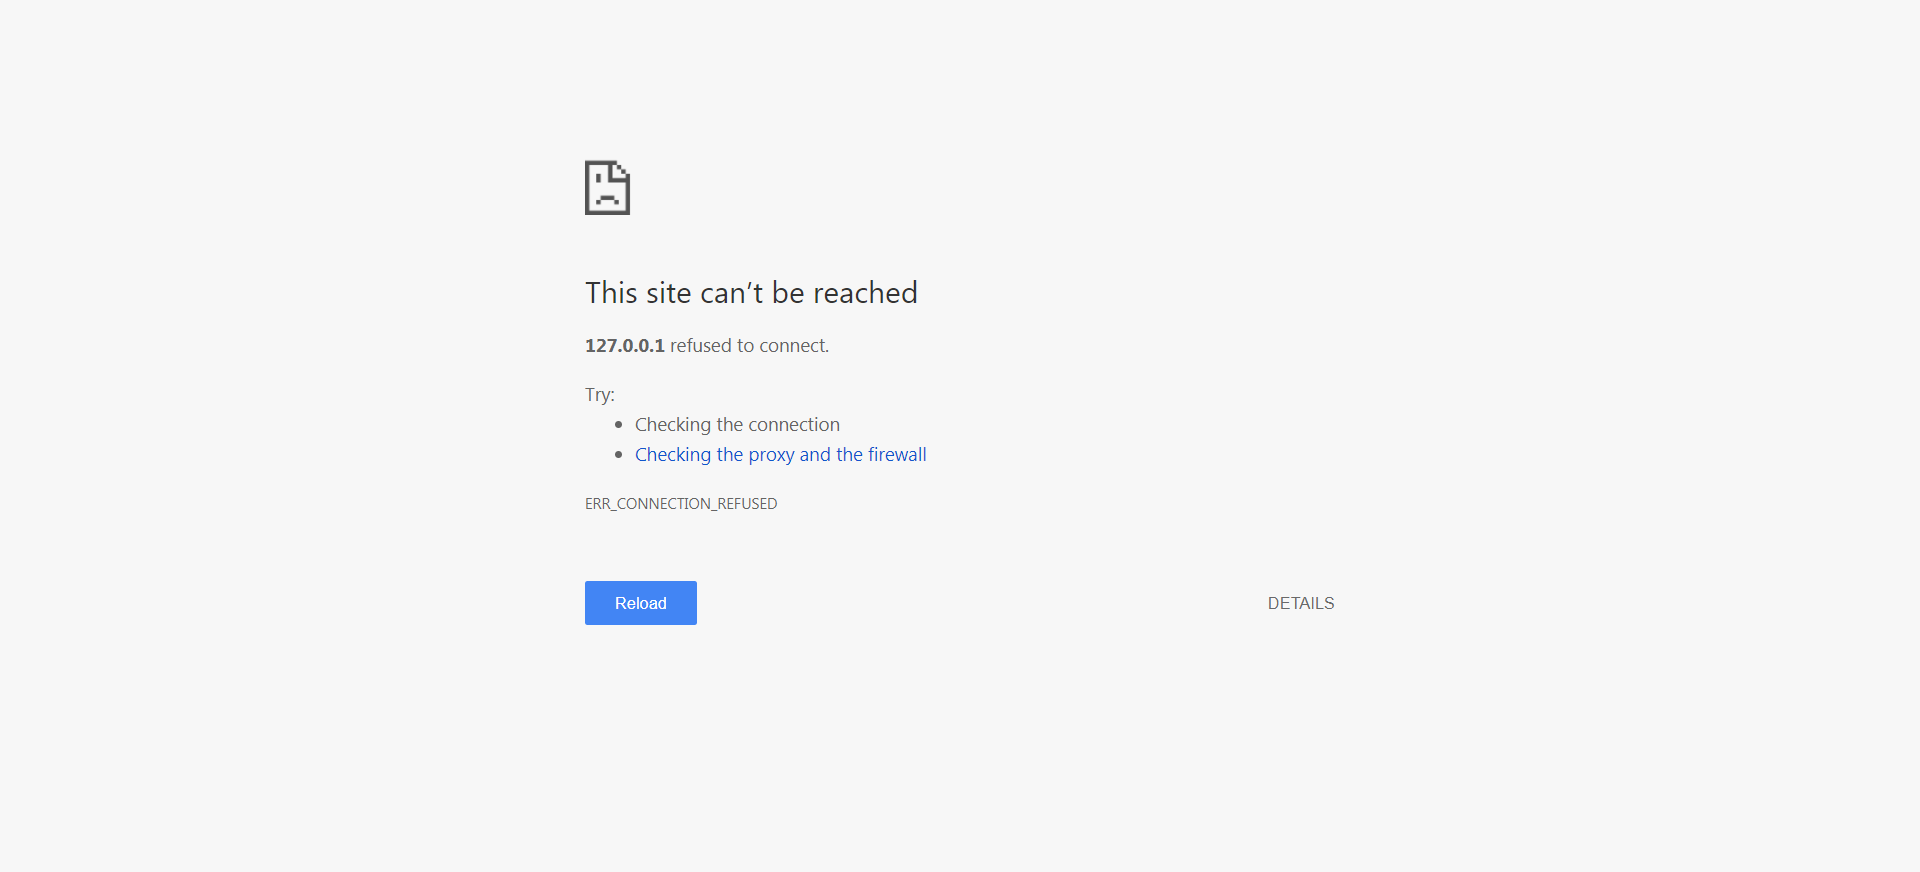 This site can’t be reached
127.0.0.1 refused to connect.
Try:
Checking the connection
Checking the proxy and the firewall
ERR_CONNECTION_REFUSED
Reload
DETAILS